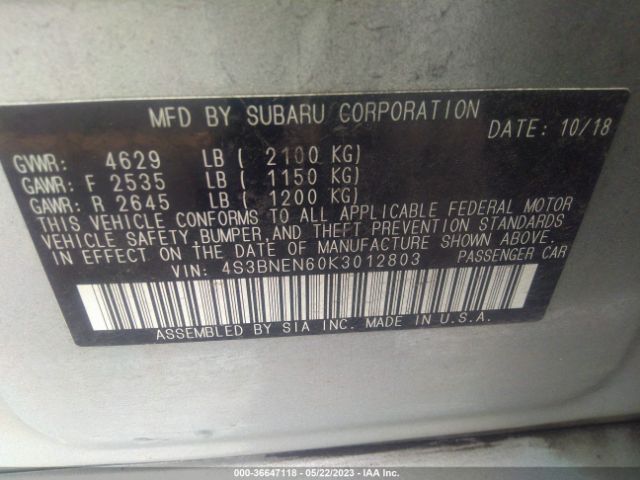 MFD BY SUBARU CORPORATION
DATE: 10/18
GVWR: 4629 LB ( 2100 KG)
GAWR: F 2535 LB ( 1150 KG)
GAWR: R 2645 LB ( 1200 KG)
THIS VEHICLE CONFORMS TO ALL APPLICABLE FEDERAL MOTOR
VEHICLE SAFETY, BUMPER, AND THEFT PREVENTION STANDARDS
IN EFFECT ON THE DATE OF MANUFACTURE SHOWN ABOVE.
VIN: 4S3BNEN60K3012803 PASSENGER CAR
ASSEMBLED BY SIA INC. MADE IN U.S.A.
000-36647118 - 05/22/2023 - IAAI.com